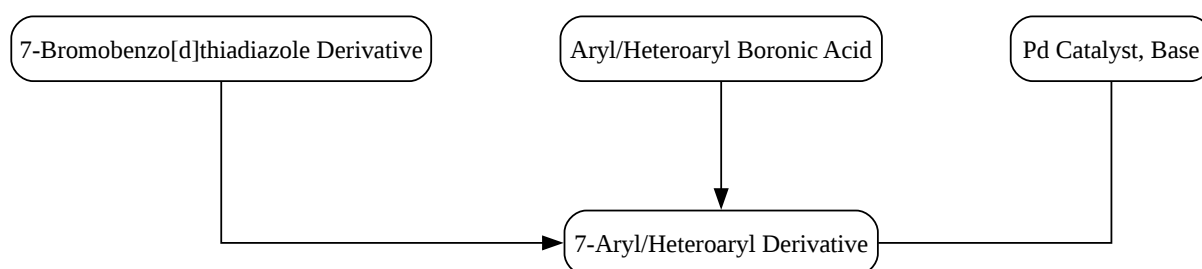 7-Bromobenzo[d]thiadiazole Derivative
Aryl/Heteroaryl Boronic Acid
Pd Catalyst, Base
7-Aryl/Heteroaryl Derivative